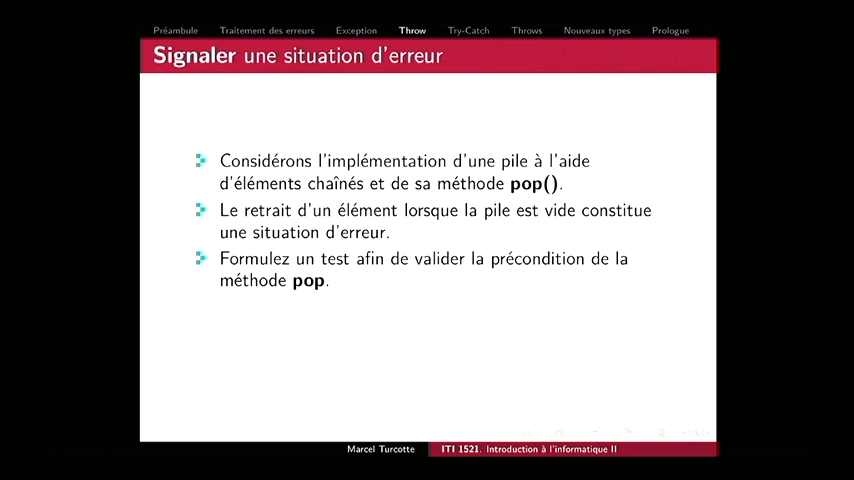 Préambule Traitement des erreurs Exception Throw Try-Catch Throws Nouveaux types Prologue
Signaler une situation d'erreur
Considérons l'implémentation d'une pile à l'aide
d'éléments chaînés et de sa méthode pop().
Le retrait d'un élément lorsque la pile est vide constitue
une situation d'erreur.
Formulez un test afin de valider la précondition de la
méthode pop.
Marcel Turcotte ITI 1521. Introduction à l'informatique II